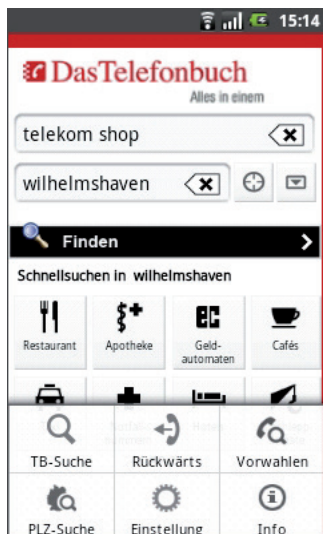 15:14
DasTelefonbuch
Alles in einem
telekom shop
wilhelmshaven
Finden
Schnellsuchen in wilhelmshaven
Restaurant Apotheke Geld- Cafés
automaten
TB-Suche Rückwärts Vorwahlen
PLZ-Suche Einstellung Info